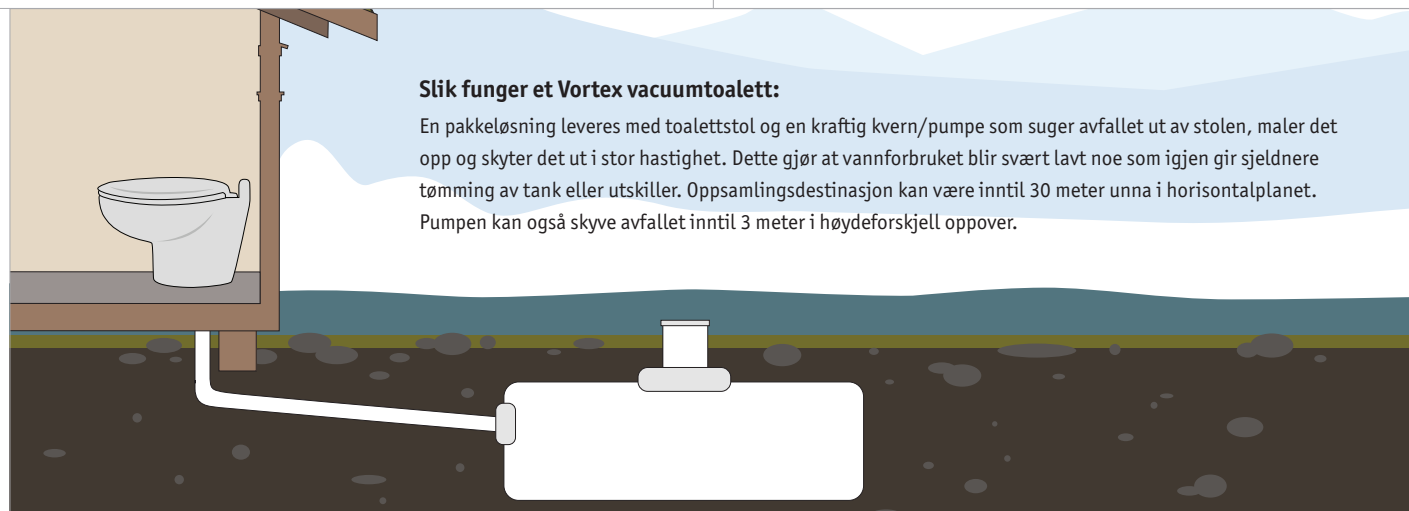 Slik funger et Vortex vacuumtoalett:
En pakkeløsning leveres med toalettstol og en kraftig kvern/pumpe som suger avfallet ut av stolen, maler det
opp og skyter det ut i stor hastighet. Dette gjør at vannforbruket blir svært lavt noe som igjen gir sjeldnere
tømming av tank eller utskiller. Oppsamlingsdestinasjon kan være inntil 30 meter unna i horisontalplanet.
Pumpen kan også skyve avfallet inntil 3 meter i høydeforskjell oppover.